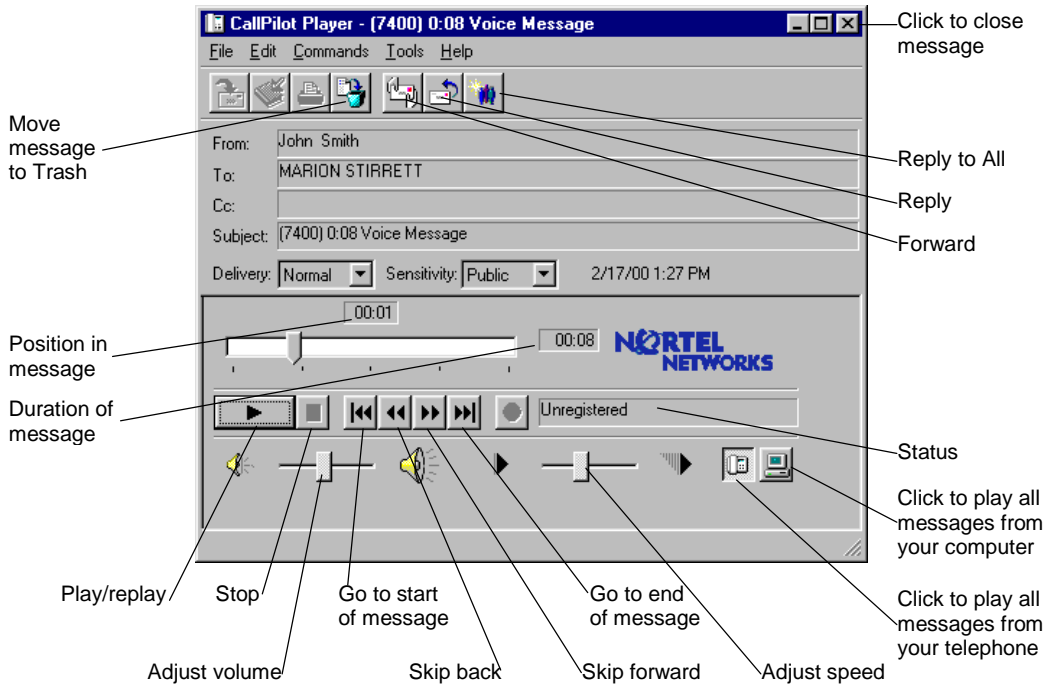 CallPilot Player - (7400) 0:08 Voice Message
Click to close
message
File Edit Commands Tools Help
Move
message
to Trash
From: John Smith
To: MARION STIRRETT
Cc:
Subject: (7400) 0:08 Voice Message
Reply to All
Reply
Forward
Delivery: Normal Sensitivity: Public 2/17/00 1:27 PM
00:01
Position in
message
00:08
NORTEL
NETWORKS
Duration of
message
Unregistered
Status
Click to play all
messages from
your computer
Play/replay
Stop
Go to start
of message
Go to end
of message
Click to play all
messages from
your telephone
Adjust volume
Skip back
Skip forward
Adjust speed